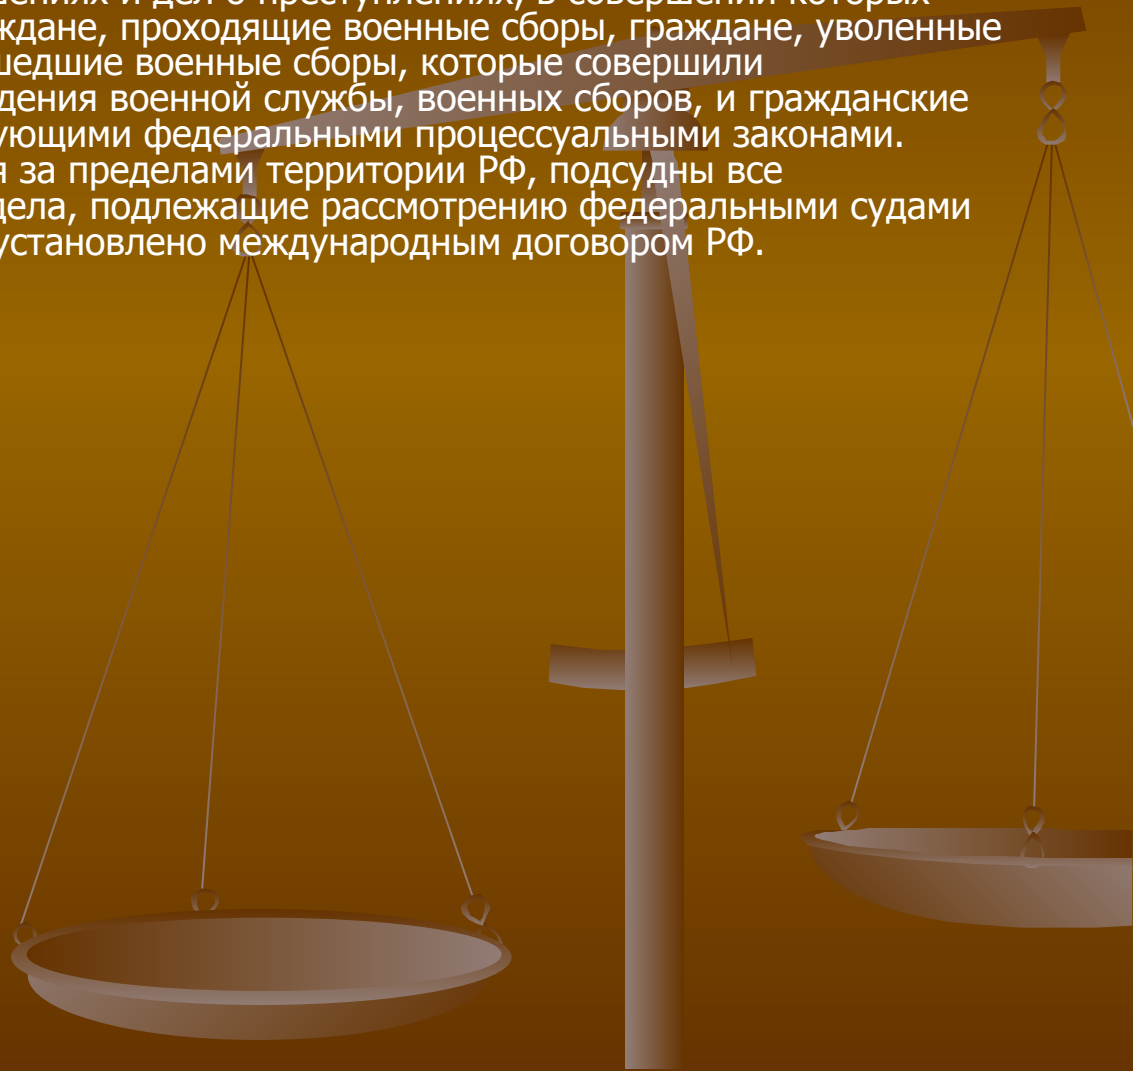 дениях и дел о преступлениях, в совершении которых
ждане, проходящие военные сборы, граждане, уволенные
шедшие военные сборы, которые совершили
дения военной службы, военных сборов, и гражданские
ующими федеральными процессуальными законами.
я за пределами территории РФ, подсудны все
дела, подлежащие рассмотрению федеральными судами
установлено международным договором РФ.